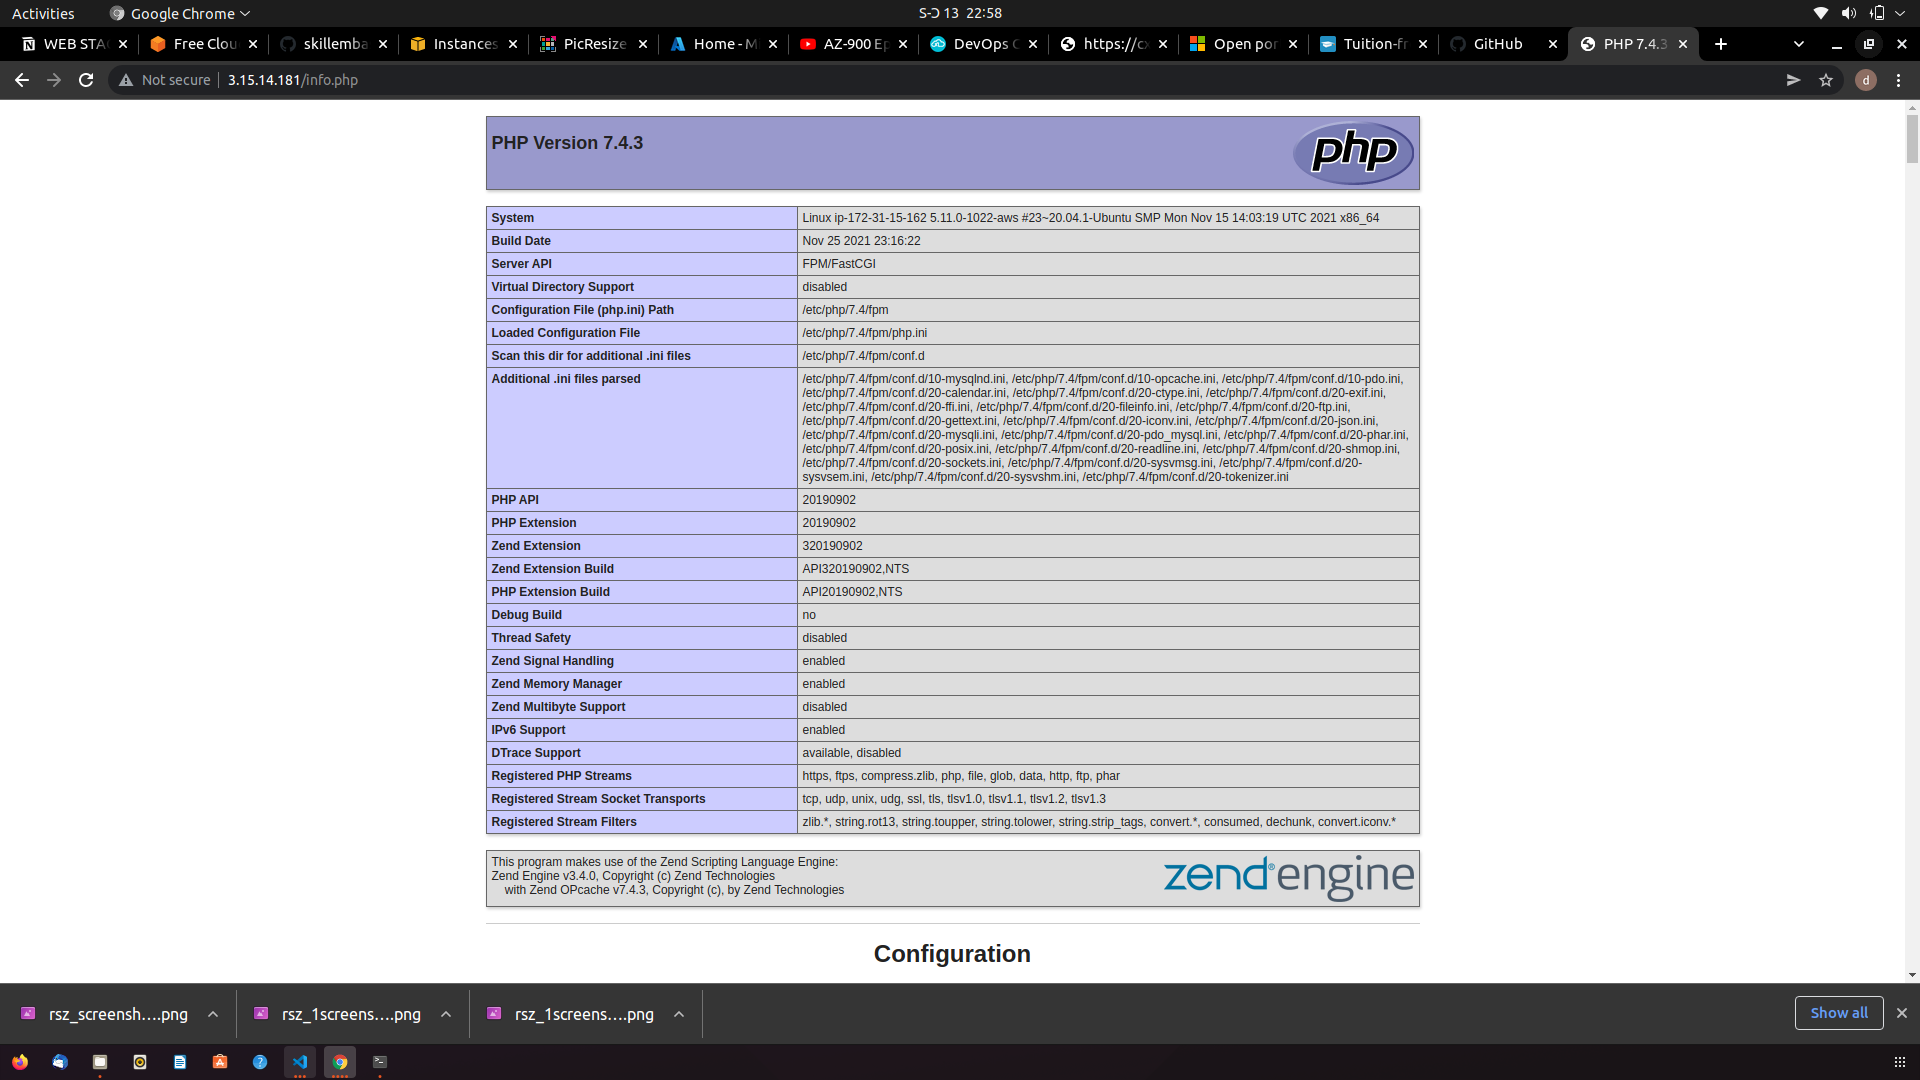 Activities
Google Chrome
S-Ɔ 13 22:58
WEB STA
Free Clou
skillemba
Instances
PicResize
Home - M
AZ-900 Ep
DevOps C
https://cx
Open por
Tuition-fr
GitHub
PHP 7.4.3
Not secure
3.15.14.181/info.php
d
PHP Version 7.4.3
php
System Linux ip-172-31-15-162 5.11.0-1022-aws #23~20.04.1-Ubuntu SMP Mon Nov 15 14:03:19 UTC 2021 x86_64
Build Date Nov 25 2021 23:16:22
Server API FPM/FastCGI
Virtual Directory Support disabled
Configuration File (php.ini) Path /etc/php/7.4/fpm
Loaded Configuration File /etc/php/7.4/fpm/php.ini
Scan this dir for additional .ini files /etc/php/7.4/fpm/conf.d
Additional .ini files parsed /etc/php/7.4/fpm/conf.d/10-mysqlnd.ini, /etc/php/7.4/fpm/conf.d/10-opcache.ini, /etc/php/7.4/fpm/conf.d/10-pdo.ini,
/etc/php/7.4/fpm/conf.d/20-calendar.ini, /etc/php/7.4/fpm/conf.d/20-ctype.ini, /etc/php/7.4/fpm/conf.d/20-exif.ini,
/etc/php/7.4/fpm/conf.d/20-ffi.ini, /etc/php/7.4/fpm/conf.d/20-fileinfo.ini, /etc/php/7.4/fpm/conf.d/20-ftp.ini,
/etc/php/7.4/fpm/conf.d/20-gettext.ini, /etc/php/7.4/fpm/conf.d/20-iconv.ini, /etc/php/7.4/fpm/conf.d/20-json.ini,
/etc/php/7.4/fpm/conf.d/20-mysqli.ini, /etc/php/7.4/fpm/conf.d/20-pdo_mysql.ini, /etc/php/7.4/fpm/conf.d/20-phar.ini,
/etc/php/7.4/fpm/conf.d/20-posix.ini, /etc/php/7.4/fpm/conf.d/20-readline.ini, /etc/php/7.4/fpm/conf.d/20-shmop.ini,
/etc/php/7.4/fpm/conf.d/20-sockets.ini, /etc/php/7.4/fpm/conf.d/20-sysvmsg.ini, /etc/php/7.4/fpm/conf.d/20-
sysvsem.ini, /etc/php/7.4/fpm/conf.d/20-sysvshm.ini, /etc/php/7.4/fpm/conf.d/20-tokenizer.ini
PHP API 20190902
PHP Extension 20190902
Zend Extension 320190902
Zend Extension Build API320190902,NTS
PHP Extension Build API20190902,NTS
Debug Build no
Thread Safety disabled
Zend Signal Handling enabled
Zend Memory Manager enabled
Zend Multibyte Support disabled
IPv6 Support enabled
DTrace Support available, disabled
Registered PHP Streams https, ftps, compress.zlib, php, file, glob, data, http, ftp, phar
Registered Stream Socket Transports tcp, udp, unix, udg, ssl, tls, tlsv1.0, tlsv1.1, tlsv1.2, tlsv1.3
Registered Stream Filters zlib.*, string.rot13, string.toupper, string.tolower, string.strip_tags, convert.*, consumed, dechunk, convert.iconv.*
This program makes use of the Zend Scripting Language Engine:
Zend Engine v3.4.0, Copyright (c) Zend Technologies
with Zend OPcache v7.4.3, Copyright (c), by Zend Technologies
zend® engine
Configuration
rsz_screensh....png
rsz_1screens....png
rsz_1screens....png
Show all